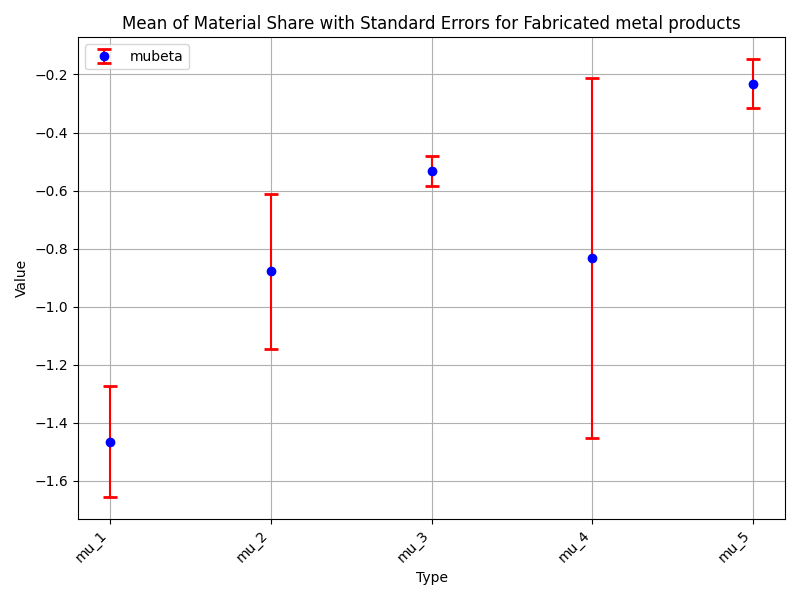 Mean of Material Share with Standard Errors for Fabricated metal products
mubeta
−0.2
−0.4
−0.6
−0.8
−1.0
−1.2
−1.4
−1.6
Value
mu_1
mu_2
mu_3
mu_4
mu_5
Type